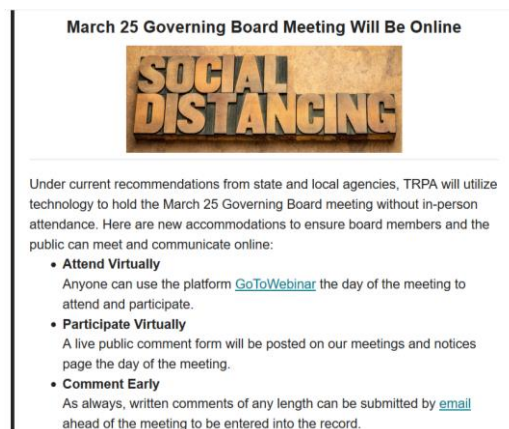 March 25 Governing Board Meeting Will Be Online
SOCIAL
DISTANCING
Under current recommendations from state and local agencies, TRPA will utilize
technology to hold the March 25 Governing Board meeting without in-person
attendance. Here are new accommodations to ensure board members and the
public can meet and communicate online:
• Attend Virtually
Anyone can use the platform GoToWebinar the day of the meeting to
attend and participate.
• Participate Virtually
A live public comment form will be posted on our meetings and notices
page the day of the meeting.
• Comment Early
As always, written comments of any length can be submitted by email
ahead of the meeting to be entered into the record.